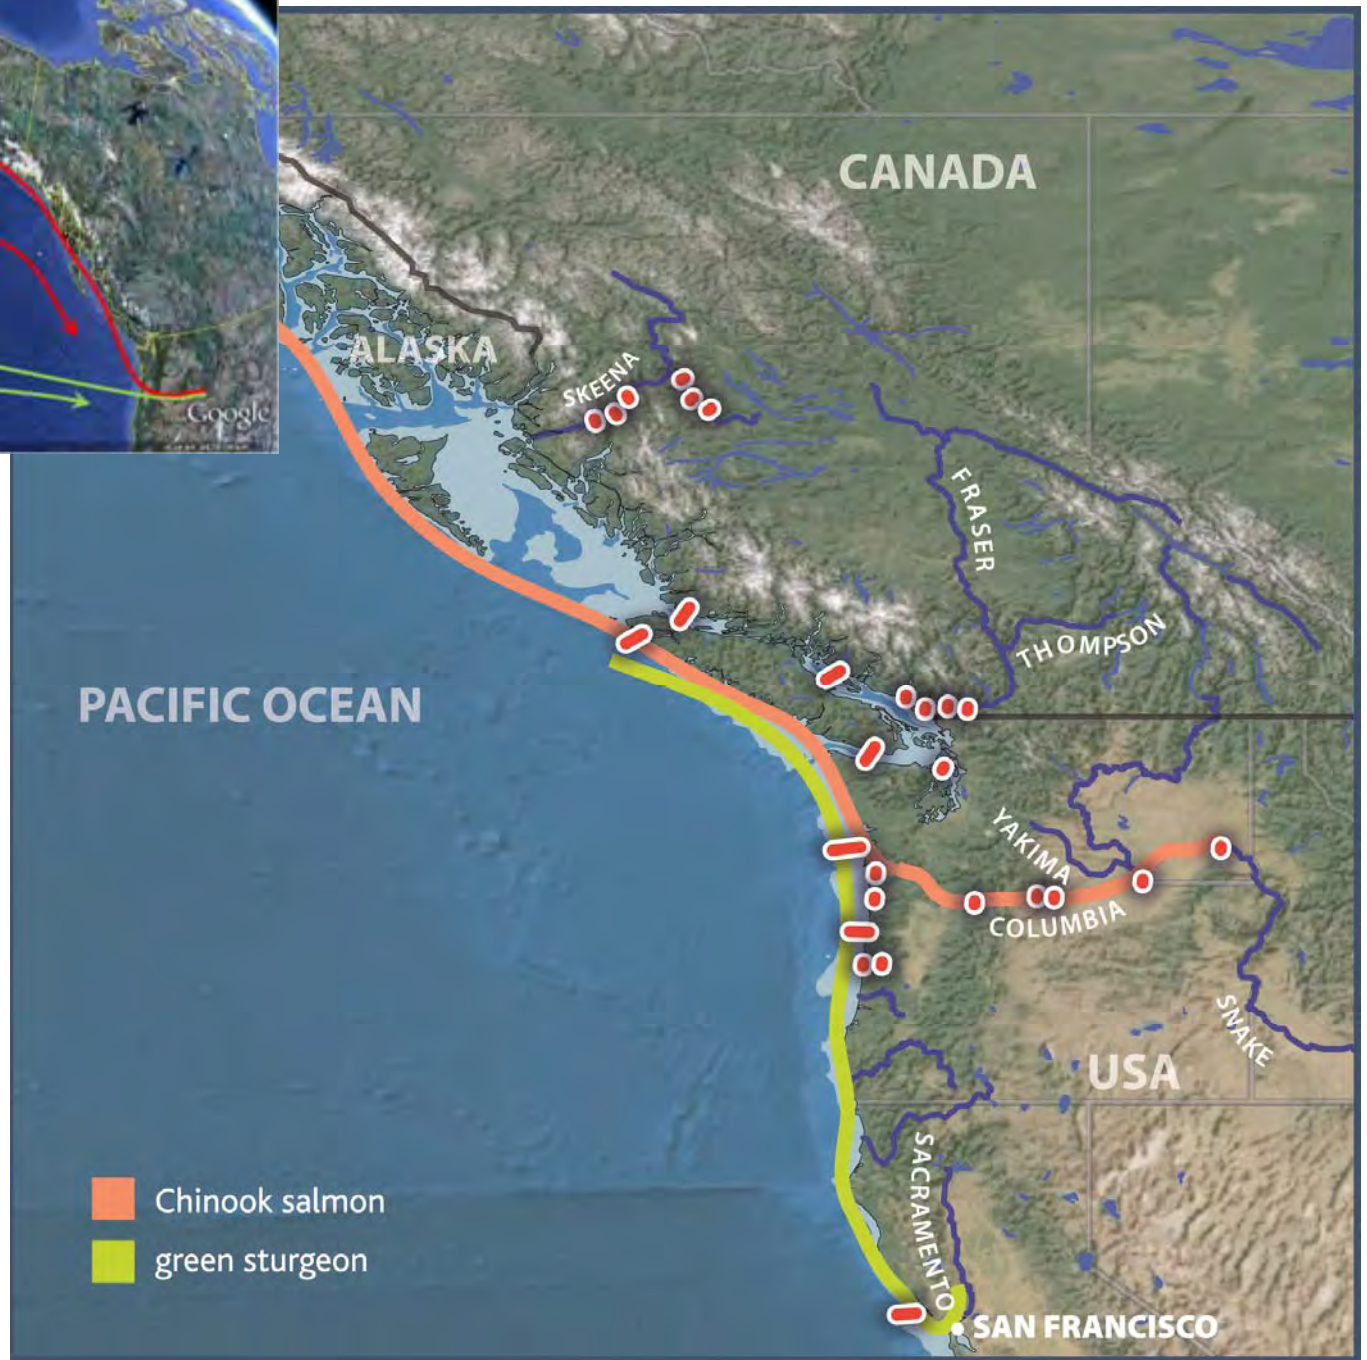 CANADA
ALASKA
SKEENA
Google
FRASER
THOMPSON
PACIFIC OCEAN
YAKIMA
COLUMBIA
SNAKE
USA
SACRAMENTO
Chinook salmon
green sturgeon
SAN FRANCISCO